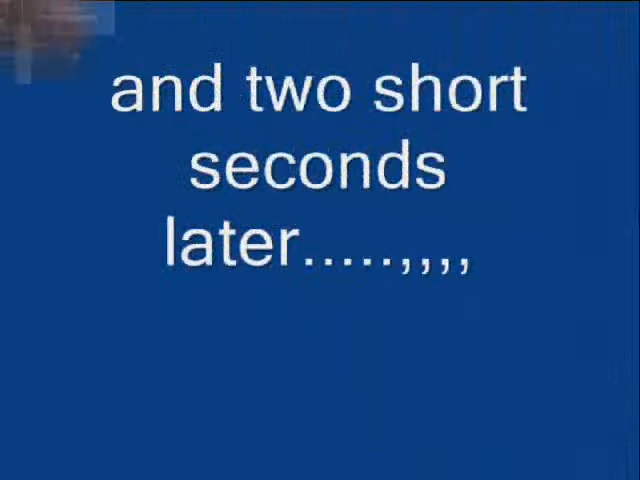 and two short
seconds
later.....,,,,